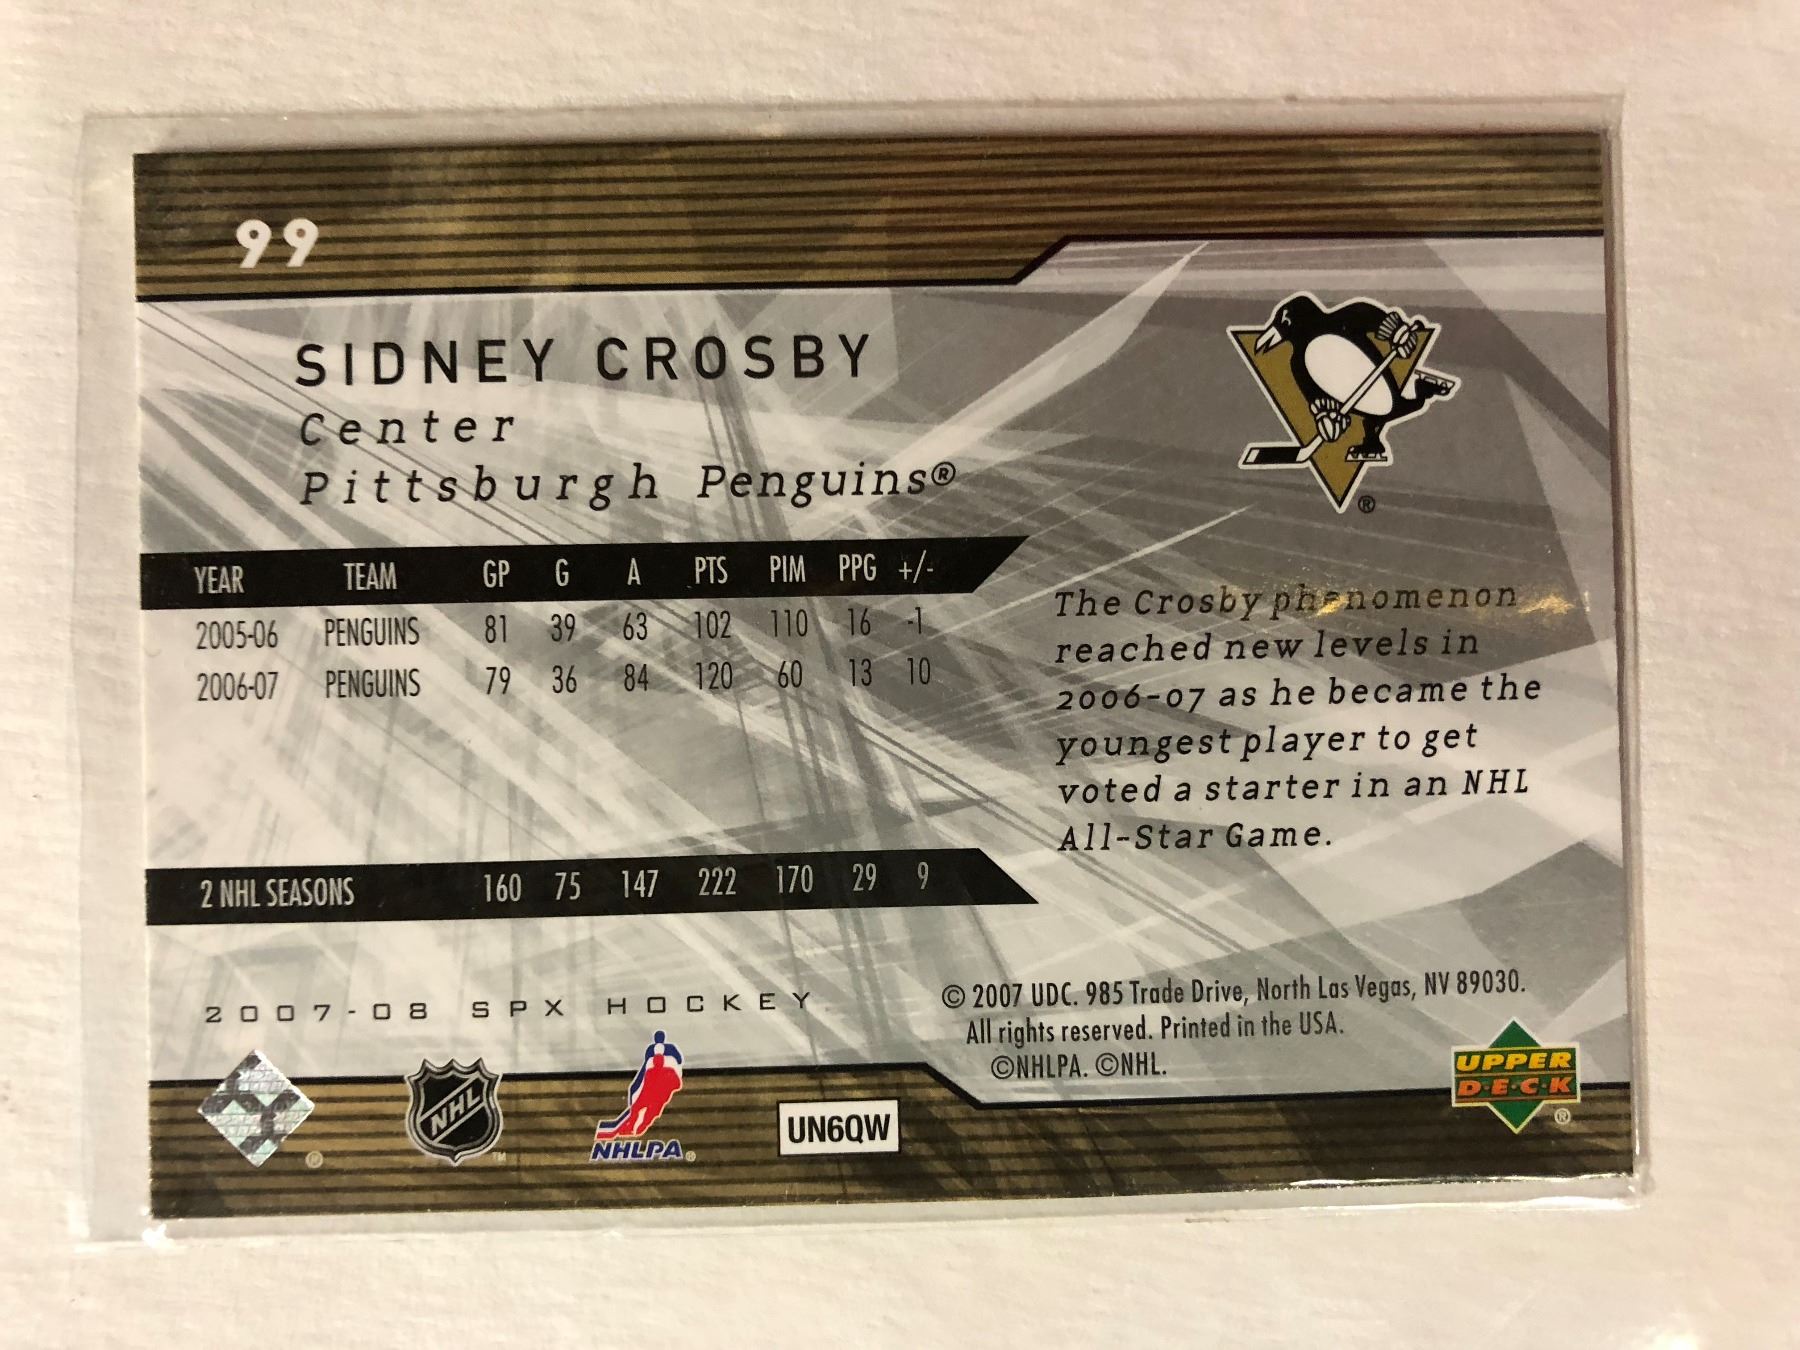 99
SIDNEY CROSBY
Center
Pittsburgh Penguins®
®
YEAR TEAM GP G A PTS PIM PPG +/-
2005-06 PENGUINS 81 39 63 102 110 16 -1
2006-07 PENGUINS 79 36 84 120 60 13 10
2 NHL SEASONS 160 75 147 222 170 29 9
The Crosby phenomenon
reached new levels in
2006-07 as he became the
youngest player to get
voted a starter in an NHL
All-Star Game.
2007-08 SPX HOCKEY
© 2007 UDC. 985 Trade Drive, North Las Vegas, NV 89030.
All rights reserved. Printed in the USA.
©NHLPA. ©NHL.
®
NHL
™
NHLPA®
UN6QW
UPPER
D·E·C·K
®